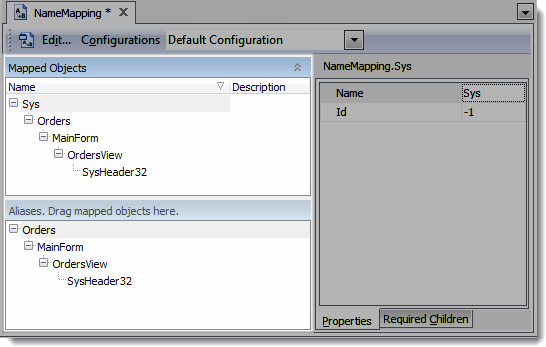 NameMapping *
Edit... Configurations Default Configuration
Mapped Objects
Name Description
Sys
Orders
MainForm
OrdersView
SysHeader32
Aliases. Drag mapped objects here.
Orders
MainForm
OrdersView
SysHeader32
NameMapping.Sys
Name Sys
Id -1
Properties Required Children